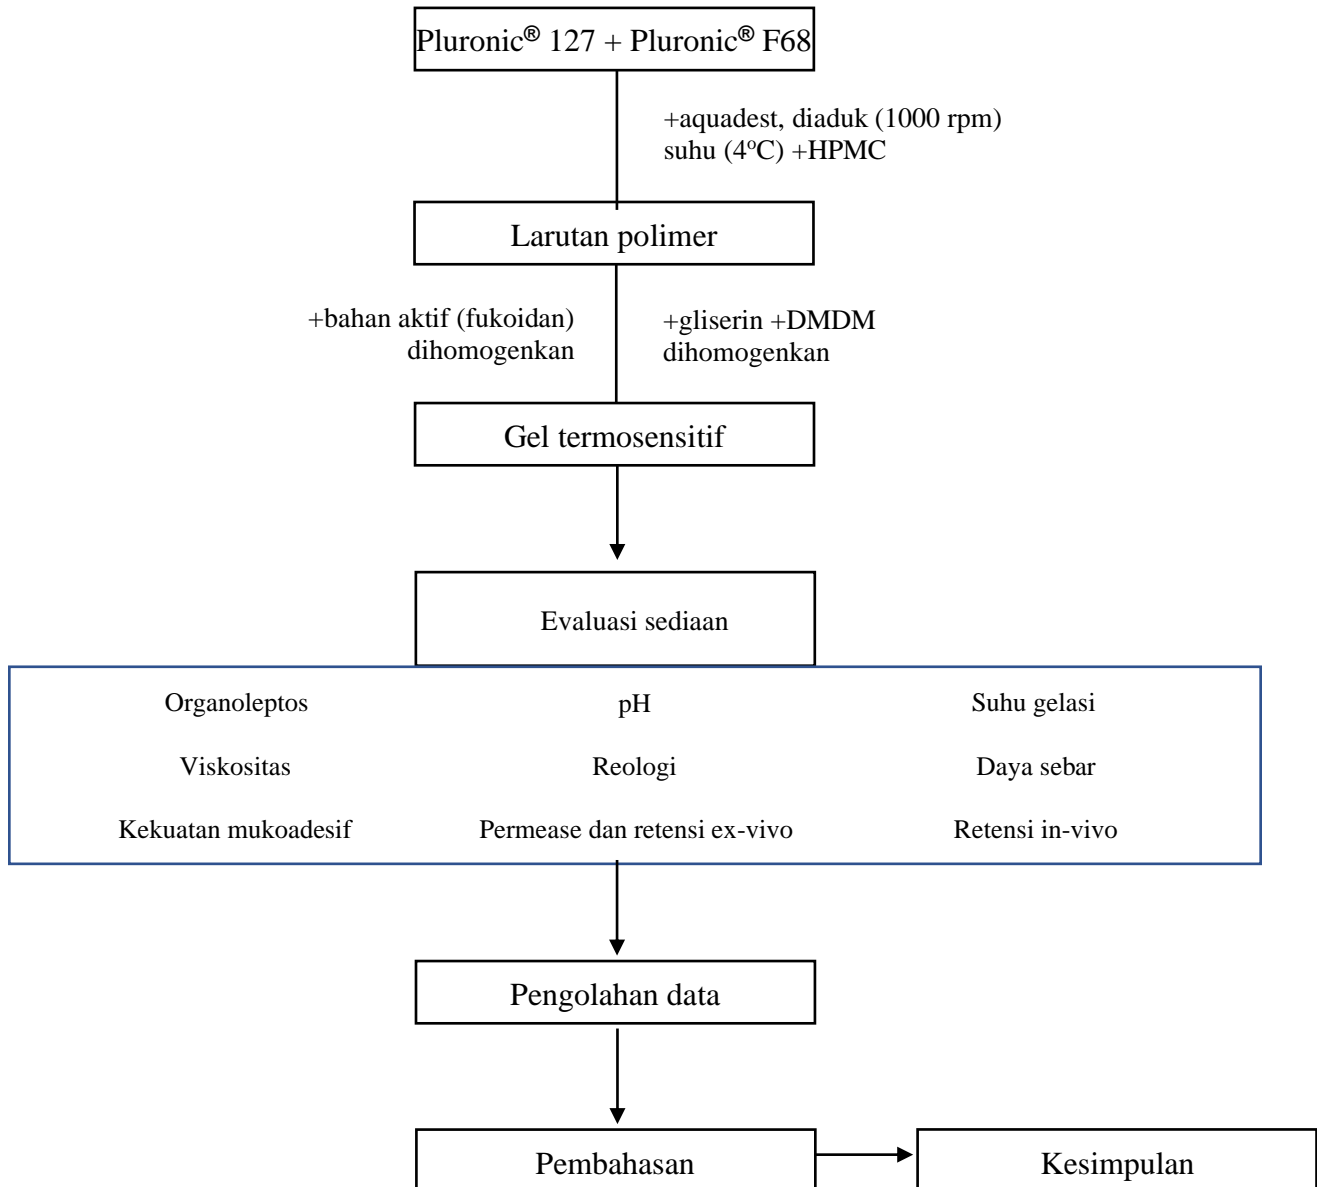 Pluronic® 127 + Pluronic® F68
+aquadest, diaduk (1000 rpm)
suhu (4°C) +HPMC
Larutan polimer
+bahan aktif (fukoidan)
dihomogenkan
+gliserin +DMDM
dihomogenkan
Gel termosensitif
Evaluasi sediaan
Organoleptos pH Suhu gelasi
Viskositas Reologi Daya sebar
Kekuatan mukoadesif Permease dan retensi ex-vivo Retensi in-vivo
Pengolahan data
Pembahasan Kesimpulan